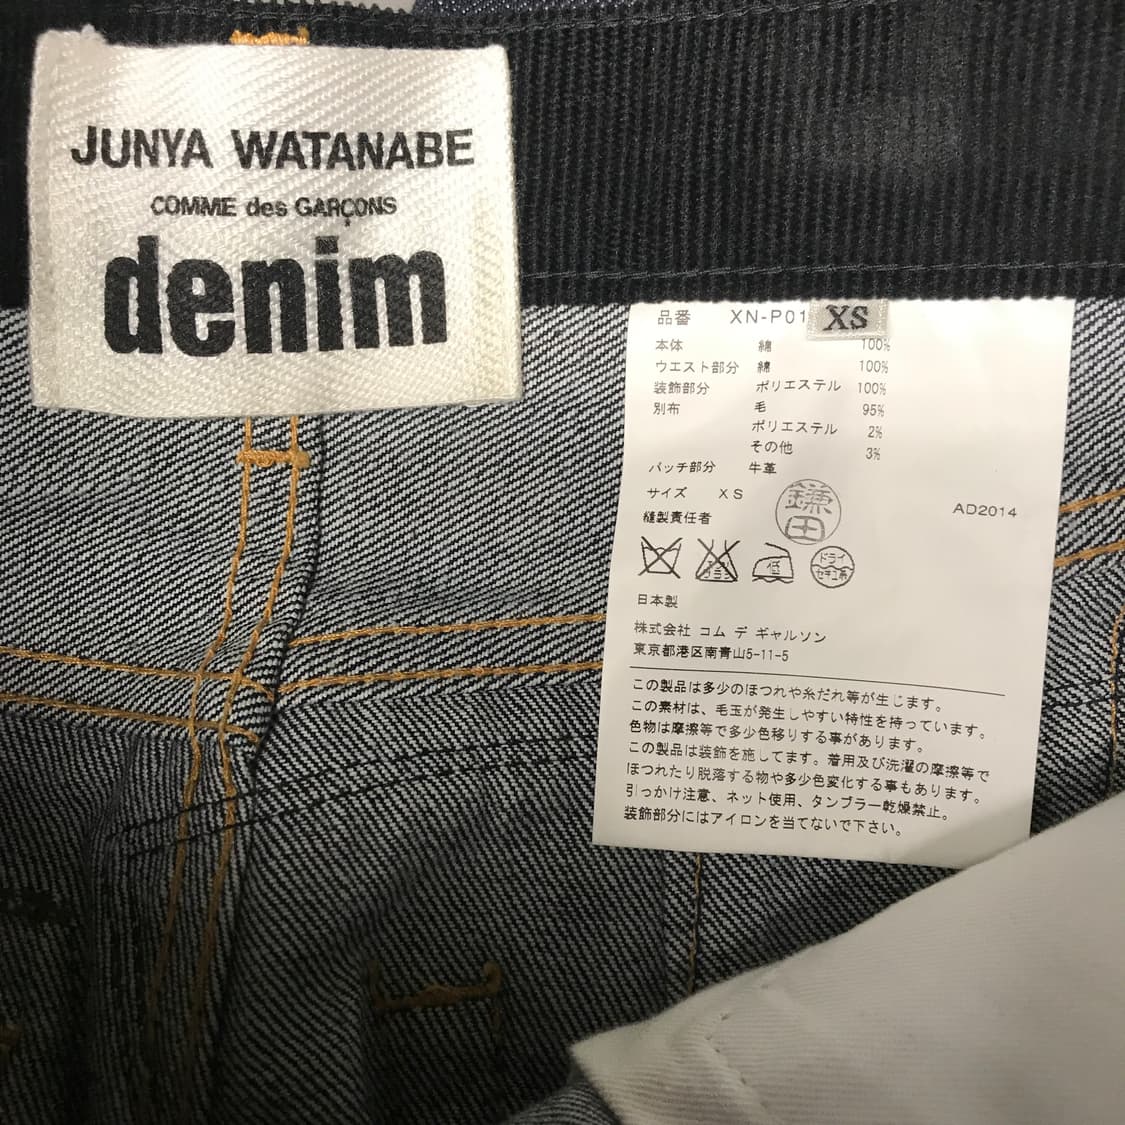 JUNYA WATANABE
COMME des GARÇONS
denim
品番 XN-P01
XS
本体 綿 100%
ウエスト部分 綿 100%
装飾部分 ポリエステル 100%
別布 毛 95%
ポリエステル 2%
その他 3%
パッチ部分 牛革
サイズ XS
縫製責任者
鎌田
AD2014
低
ドライ
セキユ系
日本製
株式会社 コム デ ギャルソン
東京都港区南青山5-11-5
この製品は多少のほつれや糸だれ等が生じます。
この素材は、毛玉が発生しやすい特性を持っています。
色物は摩擦等で多少色移りする事があります。
この製品は装飾を施してます。着用及び洗濯の摩擦等で
ほつれたり脱落する物や多少色変化する事もあります。
引っかけ注意、ネット使用、タンブラー乾燥禁止。
装飾部分にはアイロンを当てないで下さい。